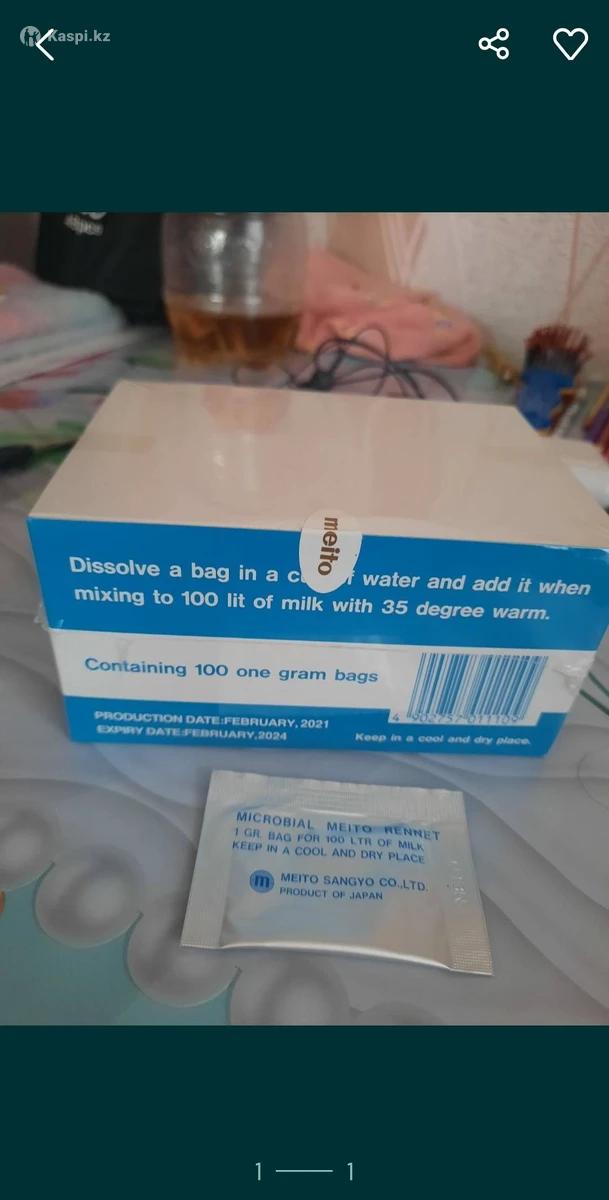 Kaspi.kz
meito
Dissolve a bag in a water and add it when
mixing to 100 lit of milk with 35 degree warm.
Containing 100 one gram bags
PRODUCTION DATE:FEBRUARY, 2021
EXPIRY DATE:FEBRUARY,2024
Keep in a cool and dry place.
MICROBIAL MEITO RENNET
1 GR. BAG FOR 100 LTR OF MILK
KEEP IN A COOL AND DRY PLACE
m MEITO SANGYO CO.,LTD.
PRODUCT OF JAPAN
1 1